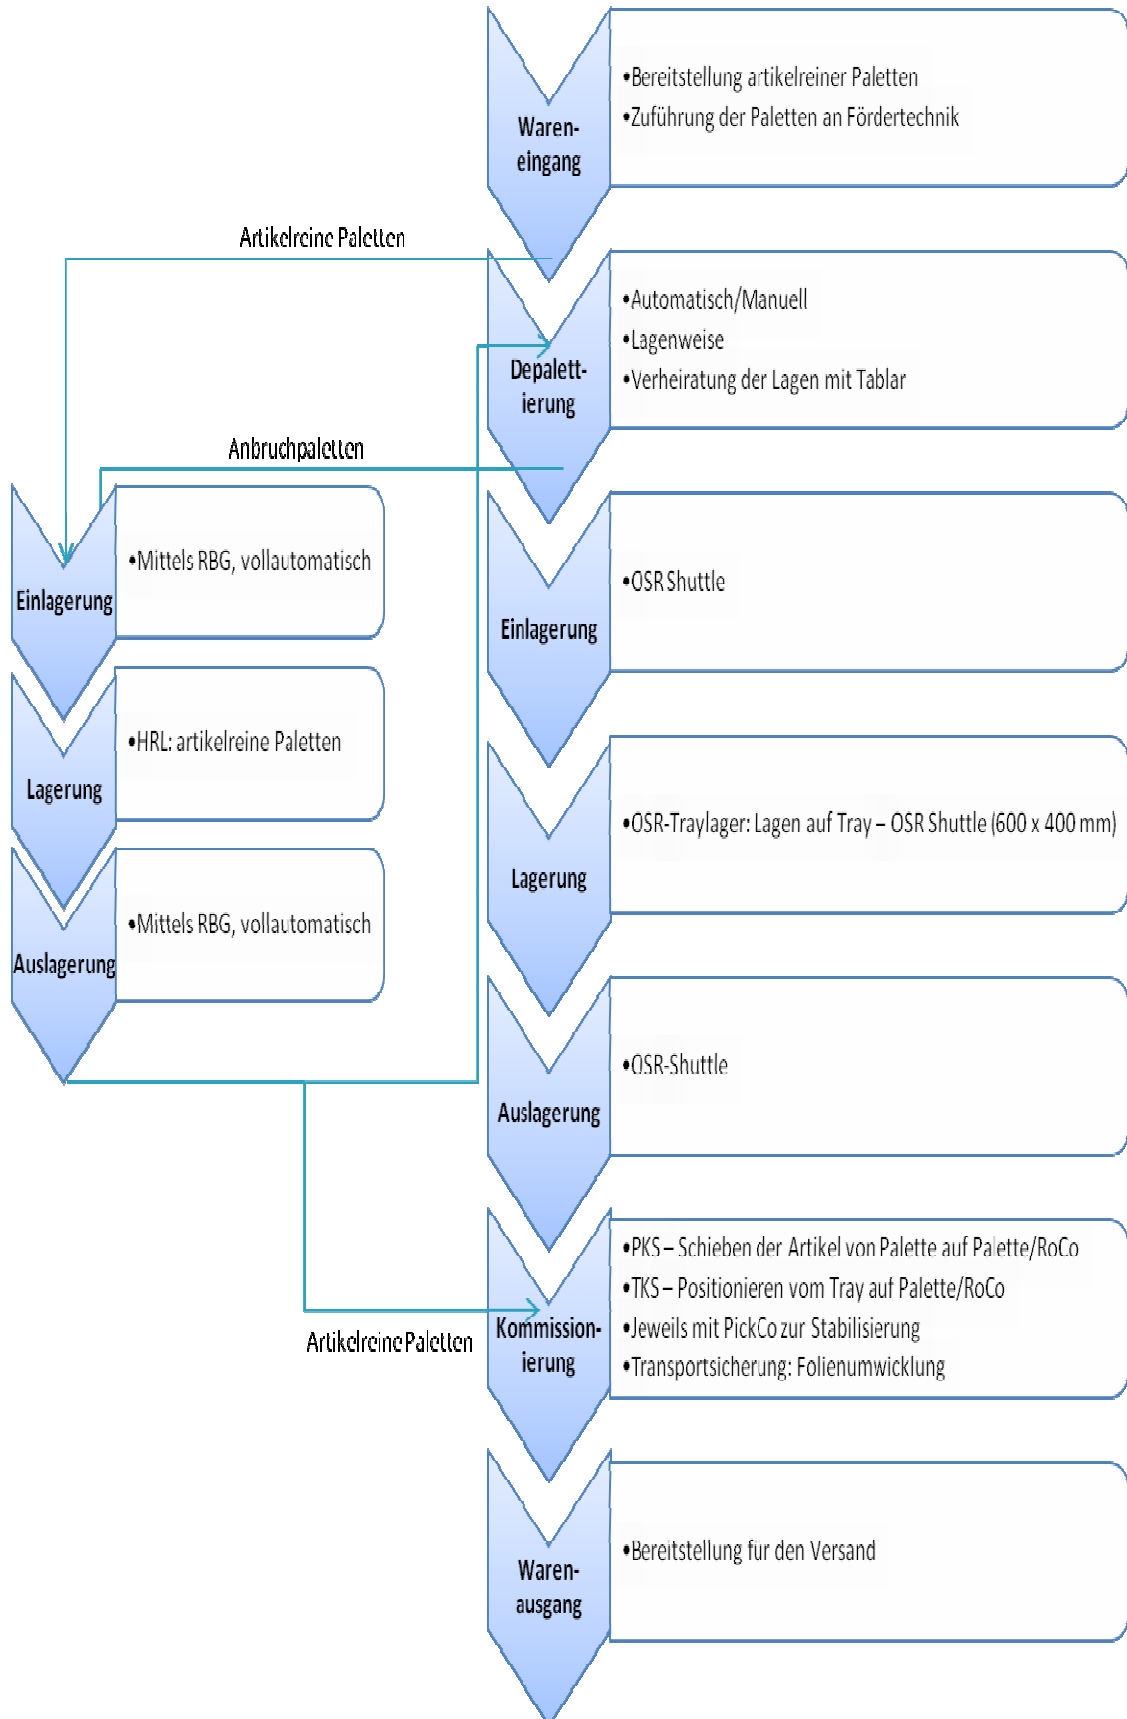 Waren-
eingang
•Bereitstellung artikelreiner Paletten
•Zuführung der Paletten an Fördertechnik
Artikelreine Paletten
Depalett-
ierung
•Automatisch/Manuell
•Lagenweise
•Verheiratung der Lagen mit Tablar
Anbruchpaletten
Einlagerung
•Mittels RBG, vollautomatisch
Einlagerung
•OSR Shuttle
Lagerung
•HRL: artikelreine Paletten
Lagerung
•OSR-Traylager: Lagen auf Tray – OSR Shuttle (600 x 400 mm)
Auslagerung
•Mittels RBG, vollautomatisch
Auslagerung
•OSR-Shuttle
Artikelreine Paletten
Kommission-
ierung
•PKS – Schieben der Artikel von Palette auf Palette/RoCo
•TKS – Positionieren vom Tray auf Palette/RoCo
•Jeweils mit PickCo zur Stabilisierung
•Transportsicherung: Folienumwicklung
Waren-
ausgang
•Bereitstellung für den Versand